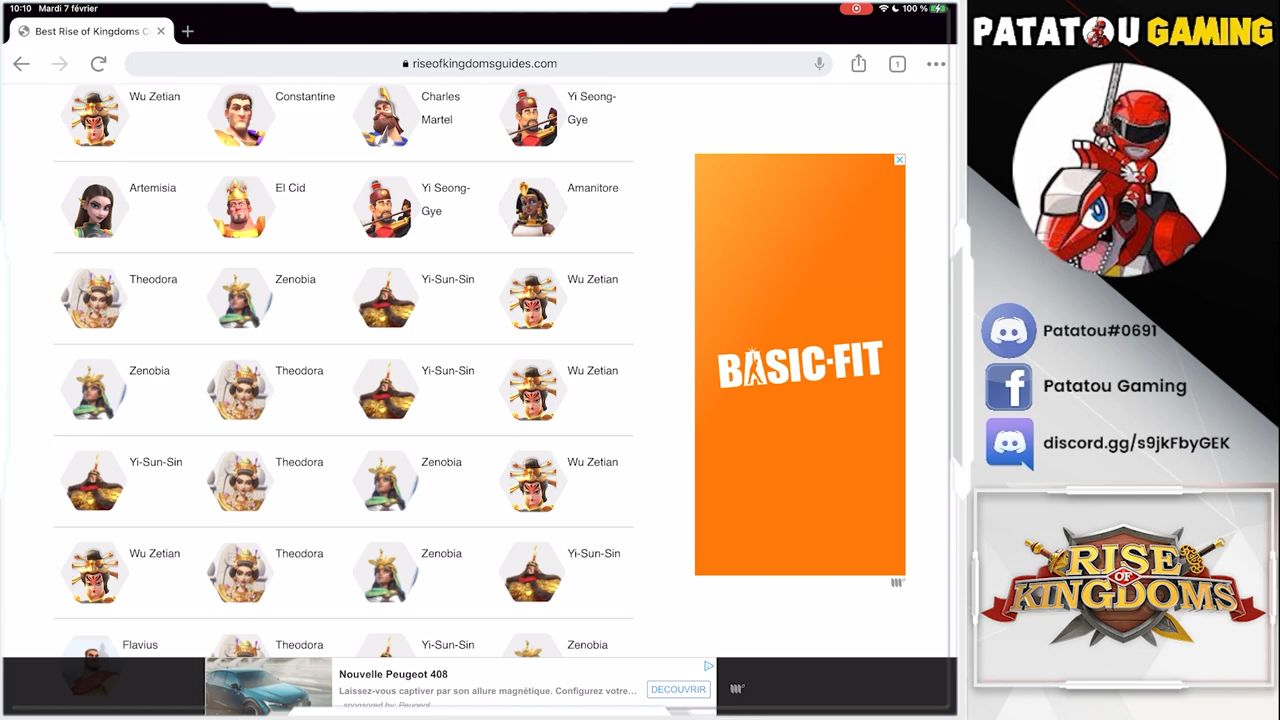 10:10 Mardi 7 février
100 %
PATATOU GAMING
Best Rise of Kingdoms C
riseofkingdomsguides.com
1
Wu Zetian
Constantine
Charles
Martel
Yi Seong-
Gye
Artemisia
El Cid
Yi Seong-
Gye
Amanitore
Theodora
Zenobia
Yi-Sun-Sin
Wu Zetian
Zenobia
Theodora
Yi-Sun-Sin
Wu Zetian
Yi-Sun-Sin
Theodora
Zenobia
Wu Zetian
Wu Zetian
Theodora
Zenobia
Yi-Sun-Sin
Flavius
Theodora
Yi-Sun-Sin
Zenobia
BASIC-FIT
Nouvelle Peugeot 408
Laissez-vous captiver par son allure magnétique. Configurez votre...
sponsored by: Peugeot
DECOUVRIR
Patatou#0691
Patatou Gaming
discord.gg/s9jkFbyGEK
RISE
OF
KINGDOMS